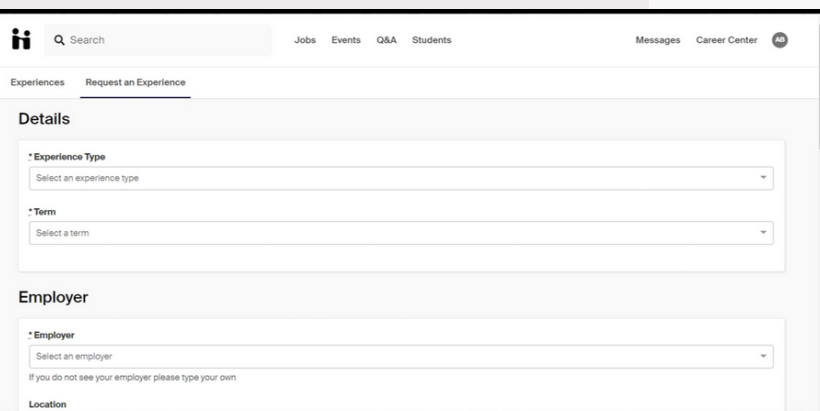 Search
Jobs Events Q&A Students
Messages Career Center AB
Experiences Request an Experience
Details
* Experience Type
Select an experience type
* Term
Select a term
Employer
* Employer
Select an employer
If you do not see your employer please type your own
Location